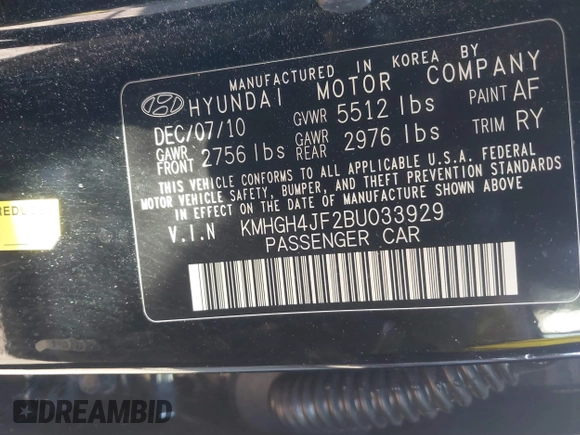 MANUFACTURED IN KOREA BY
HYUNDAI MOTOR COMPANY
DEC/07/10 GVWR 5512 lbs PAINT AF
GAWR FRONT 2756 lbs GAWR REAR 2976 lbs TRIM RY
THIS VEHICLE CONFORMS TO ALL APPLICABLE U.S.A. FEDERAL
MOTOR VEHICLE SAFETY, BUMPER, AND THEFT PREVENTION STANDARDS
IN EFFECT ON THE DATE OF MANUFACTURE SHOWN ABOVE.
V.I.N KMHGH4JF2BU033929
PASSENGER CAR
DREAMBID